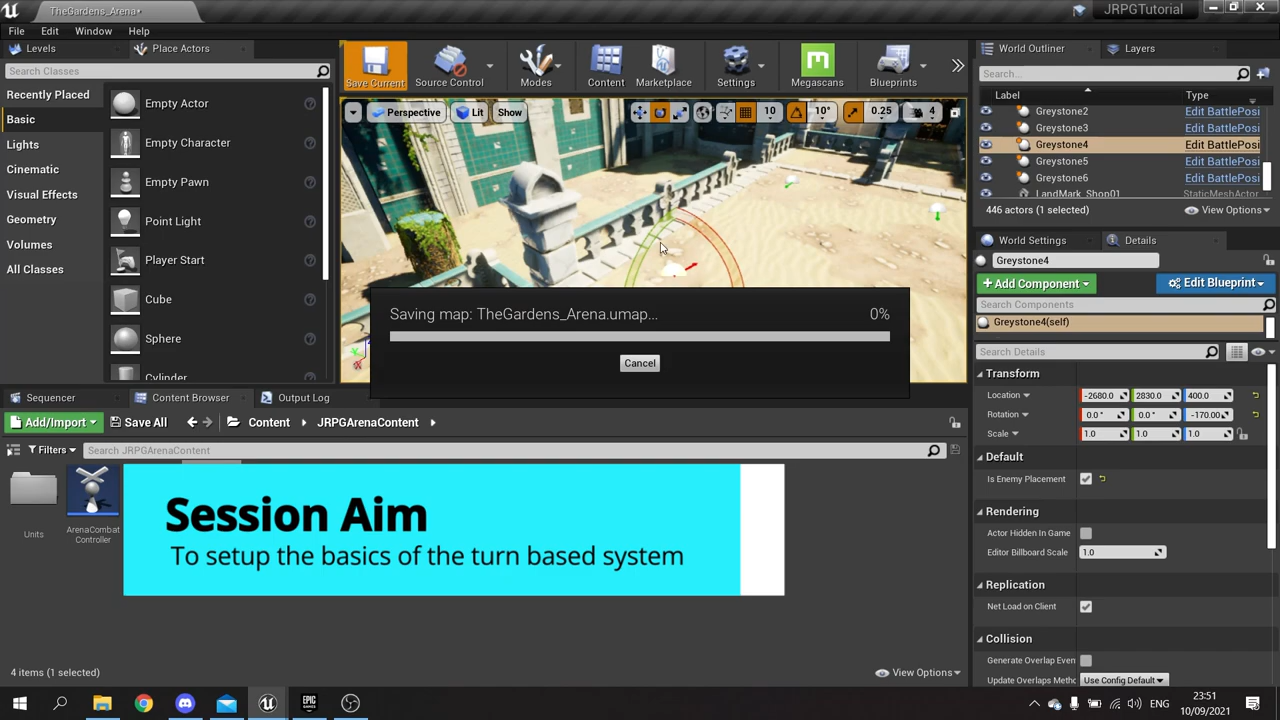 TheGardens_Arena*
JRPGTutorial
File Edit Window Help
Levels
Place Actors
Search Classes
Recently Placed
Basic
Lights
Cinematic
Visual Effects
Geometry
Volumes
All Classes
Empty Actor
Empty Character
Empty Pawn
Point Light
Player Start
Cube
Sphere
Cylinder
Save Current
Source Control
Modes
Content
Marketplace
Settings
Megascans
Blueprints
Perspective
Lit
Show
10
10°
0.25
4
Saving map: TheGardens_Arena.umap...
0%
Cancel
World Outliner
Layers
Search...
Label
Type
Greystone2 Edit BattlePosi
Greystone3 Edit BattlePosi
Greystone4 Edit BattlePosi
Greystone5 Edit BattlePosi
Greystone6 Edit BattlePosi
LandMark_Shop01 StaticMeshActor
446 actors (1 selected)
View Options
World Settings
Details
Greystone4
+Add Component
Edit Blueprint
Search Components
Greystone4(self)
Search Details
Transform
Location -2680.0 2830.0 400.0
Rotation 0.0 ° 0.0 ° -170.00
Scale 1.0 1.0 1.0
Default
Is Enemy Placement
Rendering
Actor Hidden In Game
Editor Billboard Scale 1.0
Replication
Net Load on Client
Collision
Generate Overlap Even
Update Overlaps Metho Use Config Default
Sequencer
Content Browser
Output Log
Add/Import
Save All
Content
JRPGArenaContent
Filters
Search JRPGArenaContent
Units
ArenaCombat
Controller
Session Aim
To setup the basics of the turn based system
4 items (1 selected)
View Options
EPIC
GAMES
ENG
23:51
10/09/2021